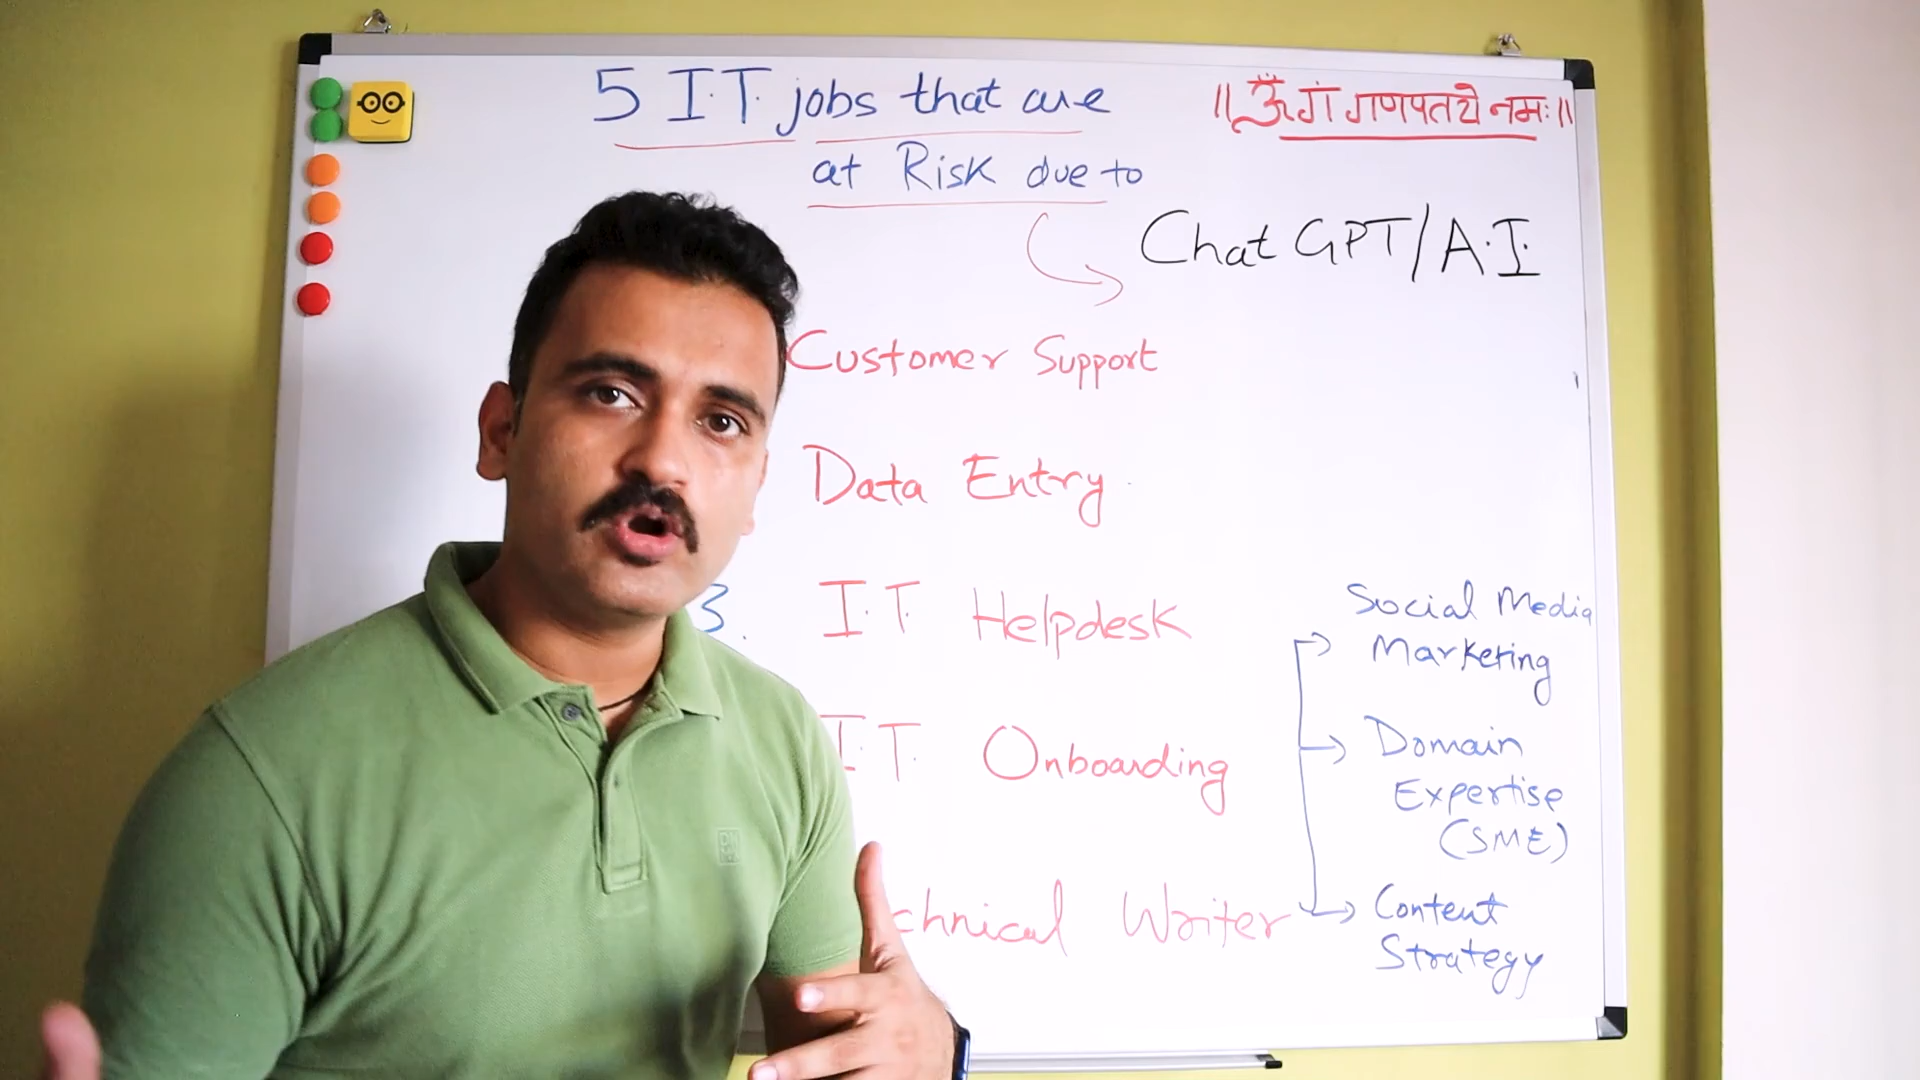 5 I.T. jobs that are
at Risk due to
॥ ॐ गं गणपतये नमः ॥
Chat GPT/A.I.
Customer Support
Data Entry
3. I.T. Helpdesk
I.T. Onboarding
chnical Writer
Social Media
Marketing
Domain
Expertise
(SME)
Content
Strategy